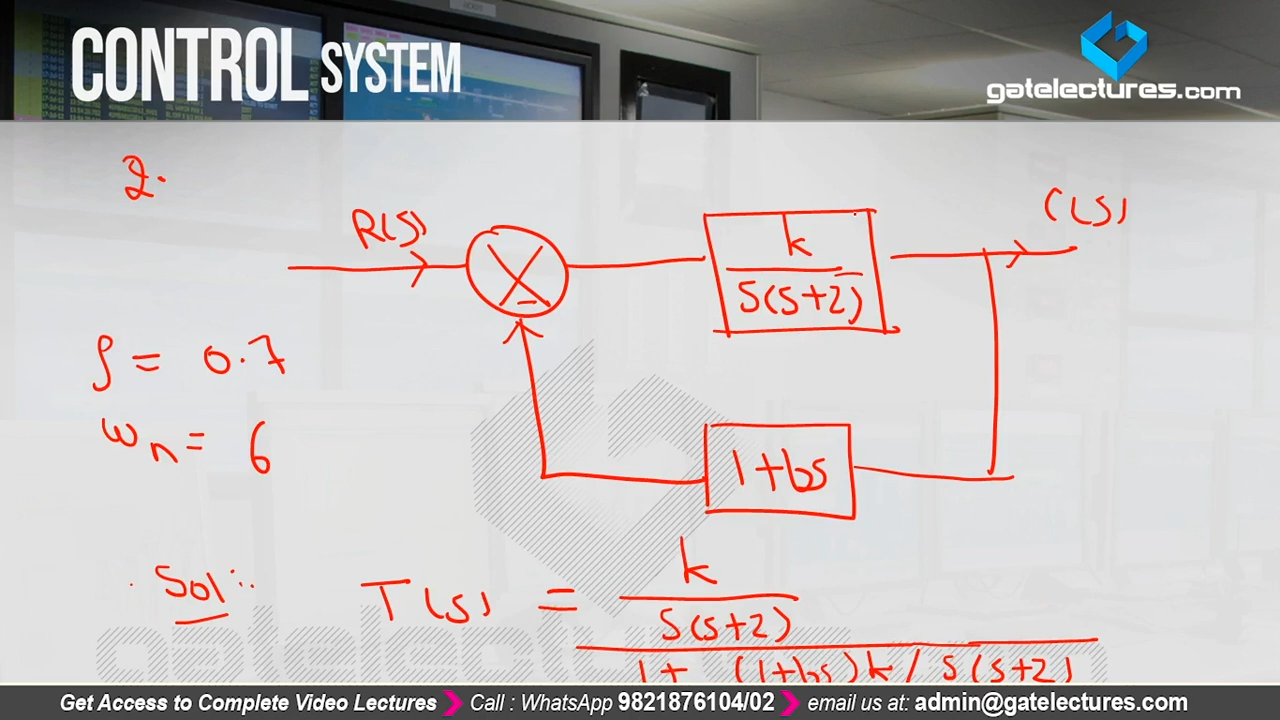 CONTROL SYSTEM
gatelectures.com
2.
R(s)
k
s(s+2)
C(s)
ζ = 0.7
ωn = 6
1+bs
Sol:
T(s) = k
s(s+2)
1+ (1+bs)k/s(s+2)
gatelectures
Get Access to Complete Video Lectures Call : WhatsApp 9821876104/02 email us at: admin@gatelectures.com